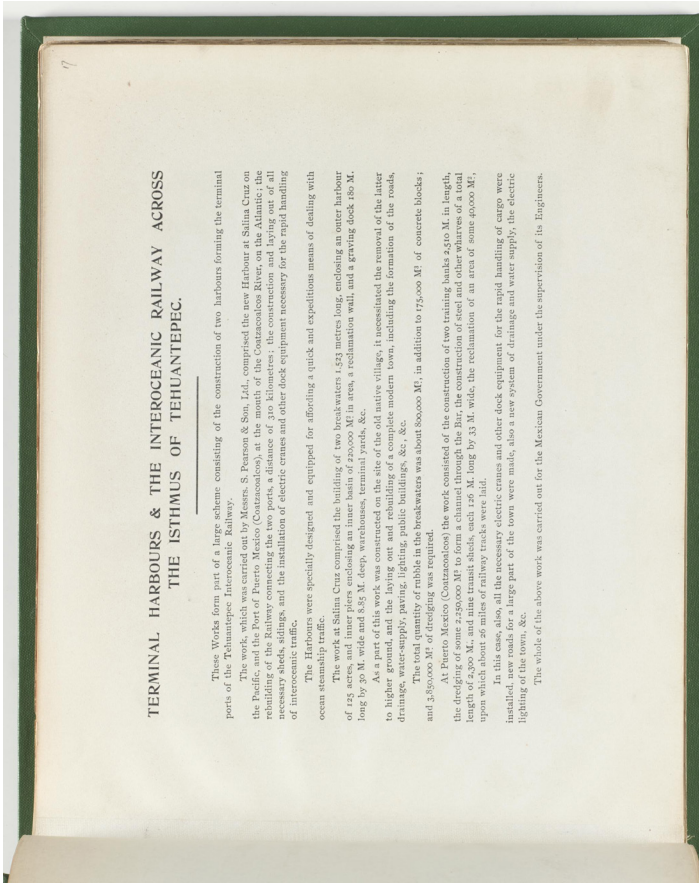 TERMINAL HARBOURS & THE INTEROCEANIC RAILWAY ACROSS
THE ISTHMUS OF TEHUANTEPEC.
These Works form part of a large scheme consisting of the construction of two harbours forming the terminal
ports of the Tehuantepec Interoceanic Railway.
The work, which was carried out by Messrs. S. Pearson & Son, Ltd., comprised the new Harbour at Salina Cruz on
the Pacific, and the Port of Puerto Mexico (Coatzacoalcos), at the mouth of the Coatzacoalcos River, on the Atlantic; the
rebuilding of the Railway connecting the two ports, a distance of 310 kilometres; the construction and laying out of all
necessary sheds, sidings, and the installation of electric cranes and other dock equipment necessary for the rapid handling
of interoceanic traffic.
The Harbours were specially designed and equipped for affording a quick and expeditious means of dealing with
ocean steamship traffic.
The work at Salina Cruz comprised the building of two breakwaters 1,523 metres long, enclosing an outer harbour
of 125 acres, and inner piers enclosing an inner basin of 220,000 M² in area, a reclamation wall, and a graving dock 180 M.
long by 30 M. wide and 8.85 M. deep, warehouses, terminal yards, &c.
As a part of this work was constructed on the site of the old native village, it necessitated the removal of the latter
to higher ground, and the laying out and rebuilding of a complete modern town, including the formation of the roads,
drainage, water-supply, paving, lighting, public buildings, &c., &c.
The total quantity of rubble in the breakwaters was about 800,000 M³, in addition to 175,000 M³ of concrete blocks;
and 3,850,000 M³ of dredging was required.
At Puerto Mexico (Coatzacoalcos) the work consisted of the construction of two training banks 2,510 M. in length,
the dredging of some 2,250,000 M³ to form a channel through the Bar, the construction of steel and other wharves of a total
length of 2,300 M., and nine transit sheds, each 126 M. long by 33 M. wide, the reclamation of an area of some 40,000 M²,
upon which about 26 miles of railway tracks were laid.
In this case, also, all the necessary electric cranes and other dock equipment for the rapid handling of cargo were
installed, new roads for a large part of the town were made, also a new system of drainage and water supply, the electric
lighting of the town, &c.
The whole of the above work was carried out for the Mexican Government under the supervision of its Engineers.